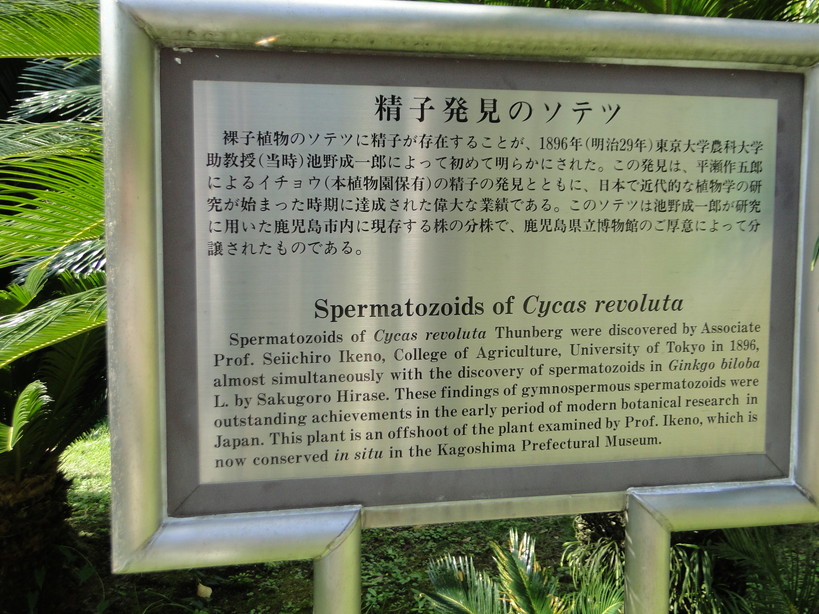 精子発見のソテツ
裸子植物のソテツに精子が存在することが、1896年(明治29年)東京大学農科大学
助教授(当時)池野成一郎によって初めて明らかにされた。この発見は、平瀬作五郎
によるイチョウ(本植物園保有)の精子の発見とともに、日本で近代的な植物学の研
究が始まった時期に達成された偉大な業績である。このソテツは池野成一郎が研究
に用いた鹿児島市内に現存する株の分株で、鹿児島県立博物館のご厚意によって分
譲されたものである。
Spermatozoids of Cycas revoluta
Spermatozoids of Cycas revoluta Thunberg were discovered by Associate
Prof. Seiichiro Ikeno, College of Agriculture, University of Tokyo in 1896,
almost simultaneously with the discovery of spermatozoids in Ginkgo biloba
L. by Sakugoro Hirase. These findings of gymnospermous spermatozoids were
outstanding achievements in the early period of modern botanical research in
Japan. This plant is an offshoot of the plant examined by Prof. Ikeno, which is
now conserved in situ in the Kagoshima Prefectural Museum.